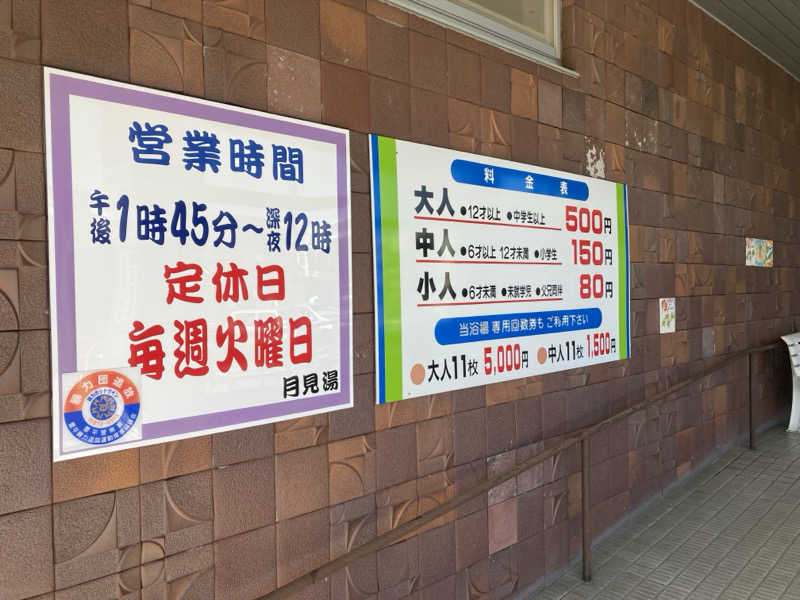 営業時間
午後1時45分～深夜12時
定休日
毎週火曜日
月見湯
暴力団追放
料金表
大人 ●12才以上 ●中学生以上 500円
中人 ●6才以上 12才未満 ●小学生 150円
小人 ●6才未満 ●未就学児 ●父兄同伴 80円
当浴場 専用回数券も ご利用下さい
●大人11枚 5,000円 ●中人11枚 1,500円